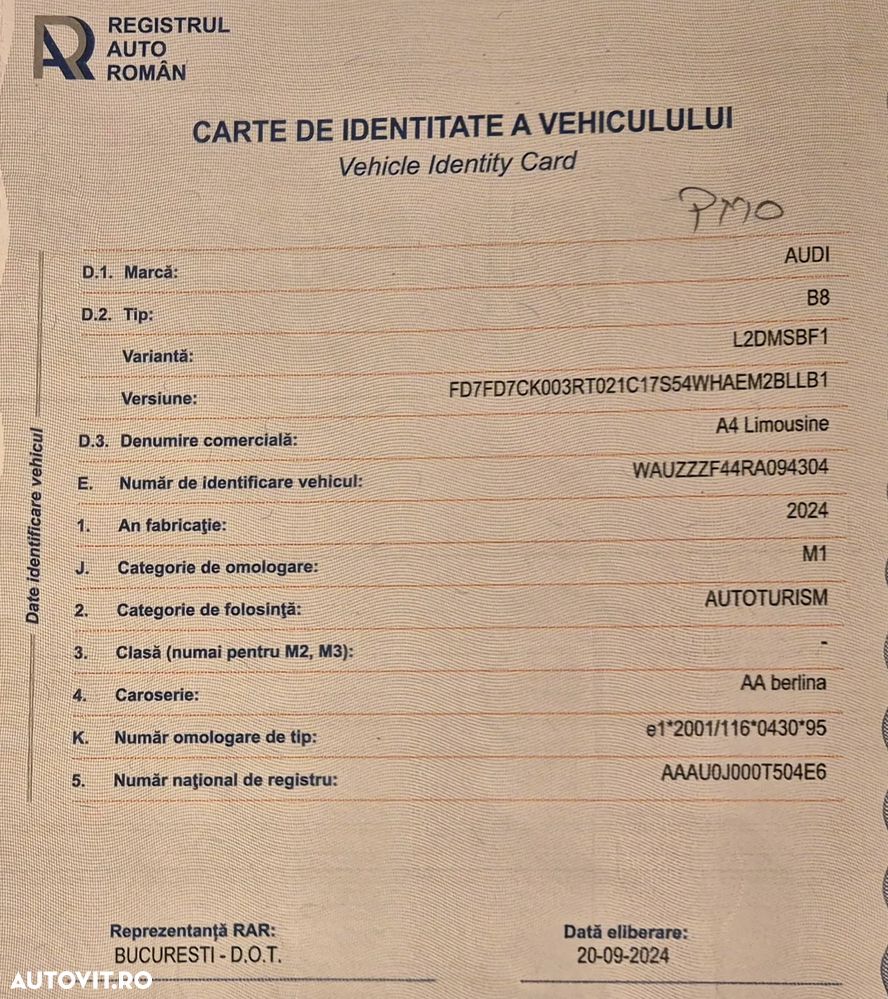 REGISTRUL
AUTO
ROMÂN
CARTE DE IDENTITATE A VEHICULULUI
Vehicle Identity Card
PMO
D.1. Marcă: AUDI
D.2. Tip: B8
Variantă: L2DMSBF1
Versiune: FD7FD7CK003RT021C17S54WHAEM2BLLB1
D.3. Denumire comercială: A4 Limousine
E. Număr de identificare vehicul: WAUZZZF44RA094304
1. An fabricaţie: 2024
J. Categorie de omologare: M1
2. Categorie de folosinţă: AUTOTURISM
3. Clasă (numai pentru M2, M3): -
4. Caroserie: AA berlina
K. Număr omologare de tip: e1*2001/116*0430*95
5. Număr naţional de registru: AAAU0J000T504E6
Date identificare vehicul
Reprezentanţă RAR: Dată eliberare:
BUCURESTI - D.O.T. 20-09-2024
AUTOVIT.RO